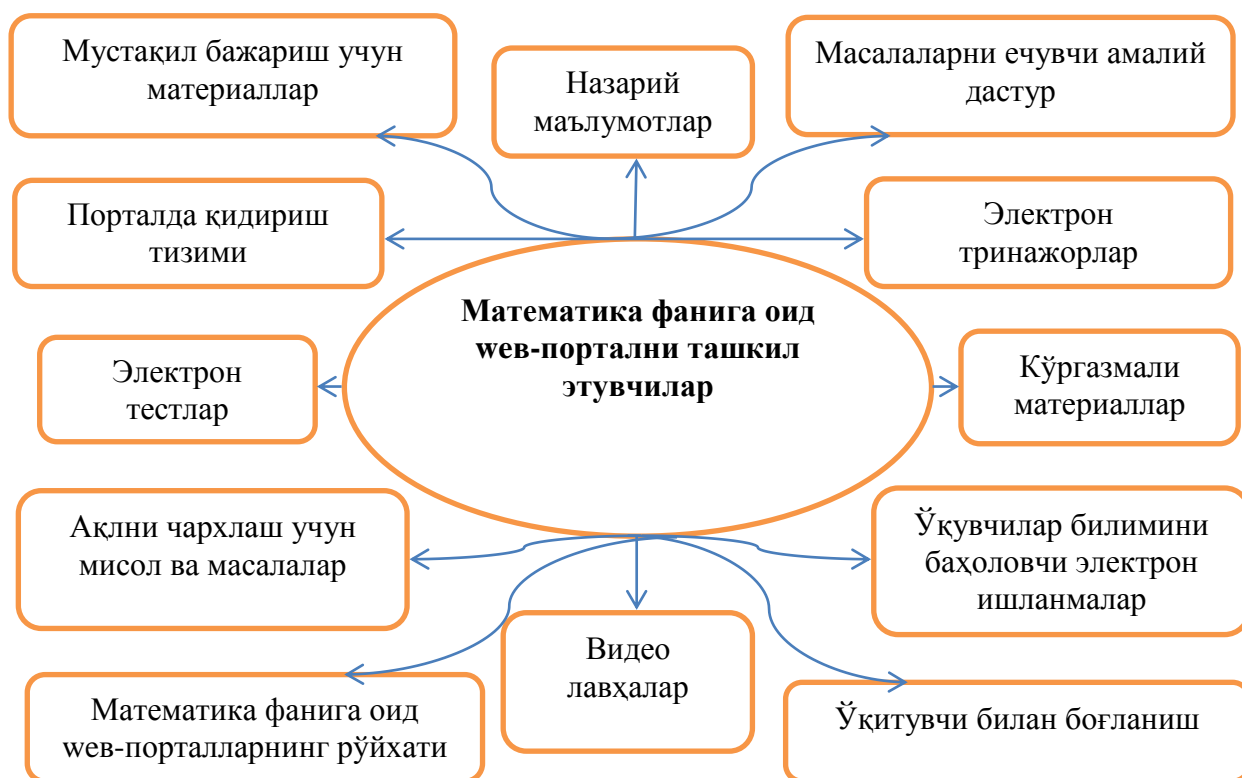 Мустақил бажариш учун
материаллар
Назарий
маълумотлар
Масалаларни ечувчи амалий
дастур
Порталда қидириш
тизими
Электрон
тринажорлар
Математика фанига оид
web-портални ташкил
этувчилар
Электрон
тестлар
Кўргазмали
материаллар
Ақлни чархлаш учун
мисол ва масалалар
Ўқувчилар билимини
баҳоловчи электрон
ишланмалар
Видео
лавҳалар
Математика фанига оид
web-порталларнинг рўйхати
Ўқитувчи билан боғланиш